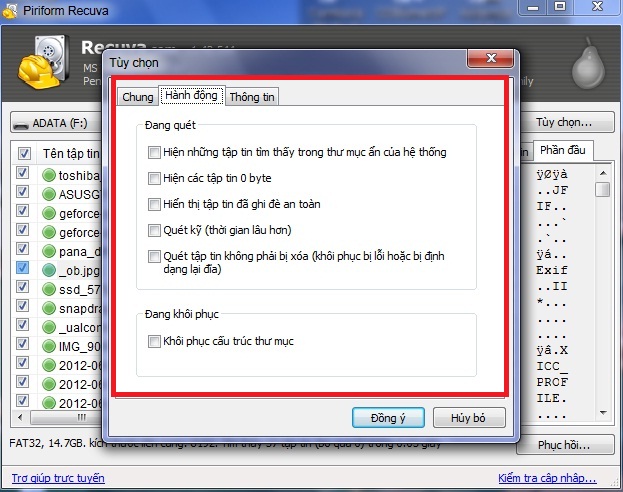 Piriform Recuva
Recuva
MS
Pen
Tùy chọn
Chung
Hành động
Thông tin
Đang quét
Hiện những tập tin tìm thấy trong thư mục ẩn của hệ thống
Hiện các tập tin 0 byte
Hiển thị tập tin đã ghi đè an toàn
Quét kỹ (thời gian lâu hơn)
Quét tập tin không phải bị xóa (khôi phục bị lỗi hoặc bị định
dạng lại đĩa)
Đang khôi phục
Khôi phục cấu trúc thư mục
Đồng ý
Hủy bỏ
ADATA (F:)
Tùy chọn...
Phần đầu
Tên tập tin
toshiba_
ASUSG
geforce-
geforce-
pana_d
_ob.jpg
ssd_57
snapdra
_ualcon
IMG_90
2012-06
2012-06
2012-06
ÿØÿà
..JF
IF..
...`
.`..
ÿá..
Exif
..II
*...
....
....
ÿâ.X
ICC_
PROF
ILE.
....
FAT32, 14.7GB.
Phục hồi...
Trợ giúp trực tuyến
Kiểm tra cập nhập...